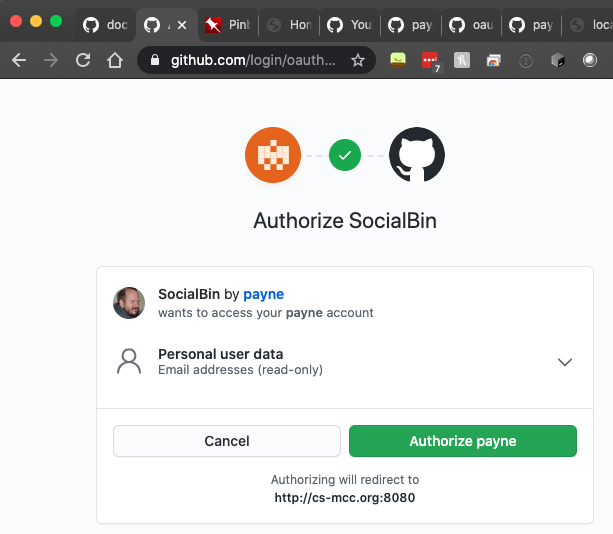 doc
Pinb
Hom
You
pay
oau
pay
loca
github.com/login/oauth...
7
Authorize SocialBin
SocialBin by payne
wants to access your payne account
Personal user data
Email addresses (read-only)
Cancel
Authorize payne
Authorizing will redirect to
http://cs-mcc.org:8080